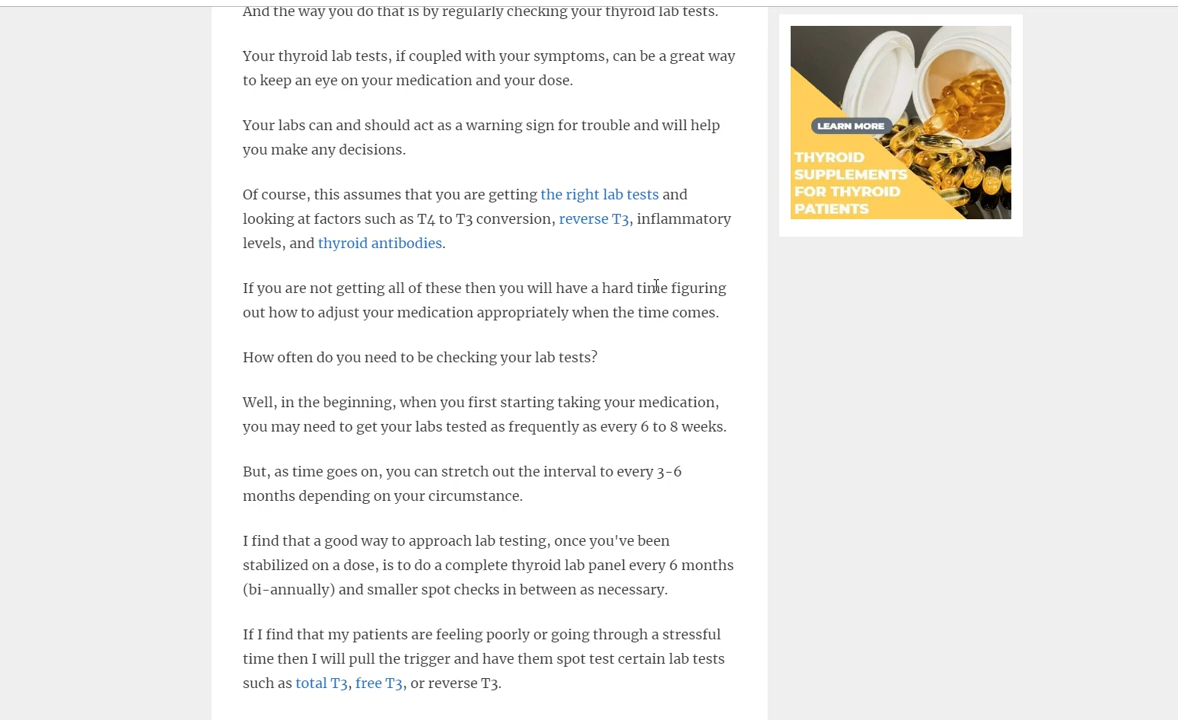 And the way you do that is by regularly checking your thyroid lab tests.
Your thyroid lab tests, if coupled with your symptoms, can be a great way
to keep an eye on your medication and your dose.
Your labs can and should act as a warning sign for trouble and will help
you make any decisions.
Of course, this assumes that you are getting the right lab tests and
looking at factors such as T4 to T3 conversion, reverse T3, inflammatory
levels, and thyroid antibodies.
If you are not getting all of these then you will have a hard time figuring
out how to adjust your medication appropriately when the time comes.
How often do you need to be checking your lab tests?
Well, in the beginning, when you first starting taking your medication,
you may need to get your labs tested as frequently as every 6 to 8 weeks.
But, as time goes on, you can stretch out the interval to every 3-6
months depending on your circumstance.
I find that a good way to approach lab testing, once you've been
stabilized on a dose, is to do a complete thyroid lab panel every 6 months
(bi-annually) and smaller spot checks in between as necessary.
If I find that my patients are feeling poorly or going through a stressful
time then I will pull the trigger and have them spot test certain lab tests
such as total T3, free T3, or reverse T3.
LEARN MORE
THYROID
SUPPLEMENTS
FOR THYROID
PATIENTS